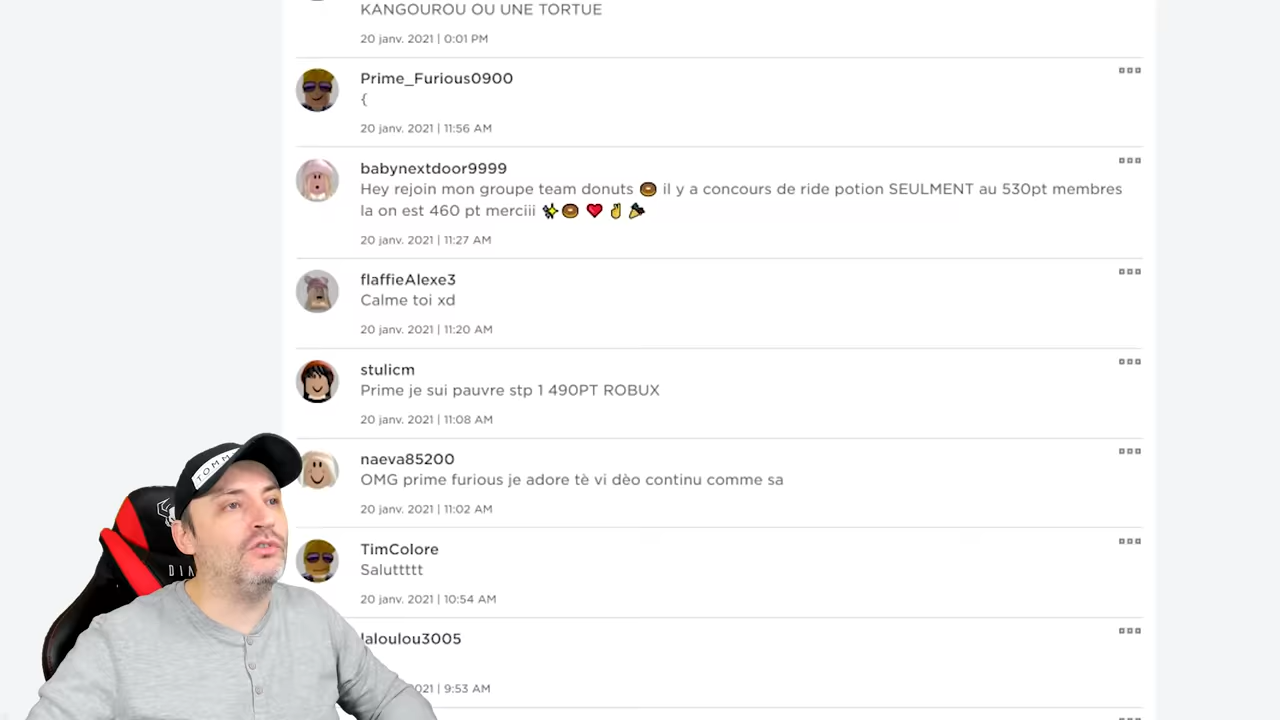 KANGOUROU OU UNE TORTUE
20 janv. 2021 | 0:01 PM
Prime_Furious0900
{
20 janv. 2021 | 11:56 AM
babynextdoor9999
Hey rejoin mon groupe team donuts 🍩 il y a concours de ride potion SEULMENT au 530pt membres
la on est 460 pt merciii ✨🍩 ❤️ ✌️ 🎉
20 janv. 2021 | 11:27 AM
flaffieAlexe3
Calme toi xd
20 janv. 2021 | 11:20 AM
stulicm
Prime je sui pauvre stp 1 490PT ROBUX
20 janv. 2021 | 11:08 AM
naeva85200
OMG prime furious je adore tè vi dèo continu comme sa
20 janv. 2021 | 11:02 AM
TimColore
Saluttttt
20 janv. 2021 | 10:54 AM
laloulou3005
2021 | 9:53 AM
TOMM
DIA